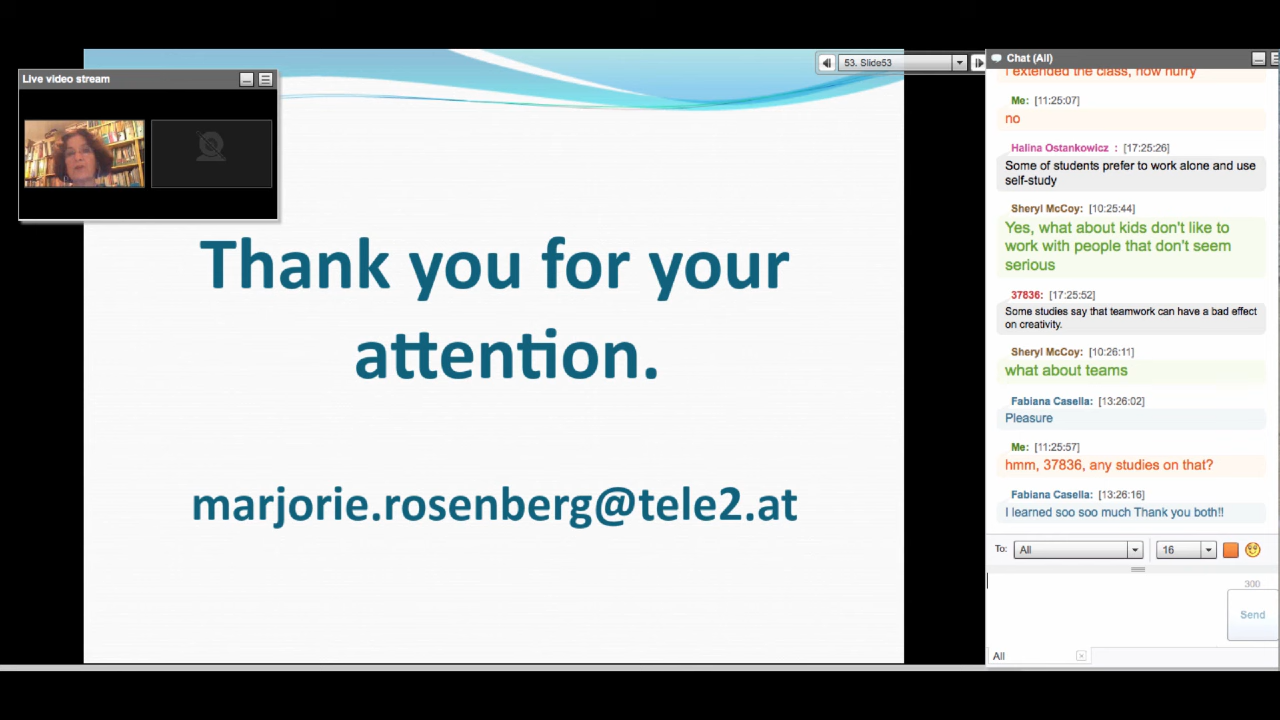 Live video stream
53. Slide53
Thank you for your
attention.
marjorie.rosenberg@tele2.at
Chat (All)
I extended the class, now hurry
Me: [11:25:07]
no
Halina Ostankowicz : [17:25:26]
Some of students prefer to work alone and use
self-study
Sheryl McCoy: [10:25:44]
Yes, what about kids don't like to
work with people that don't seem
serious
37836: [17:25:52]
Some studies say that teamwork can have a bad effect
on creativity.
Sheryl McCoy: [10:26:11]
what about teams
Fabiana Casella: [13:26:02]
Pleasure
Me: [11:25:57]
hmm, 37836, any studies on that?
Fabiana Casella: [13:26:16]
I learned soo soo much Thank you both!!
To: All 16
300
Send
All